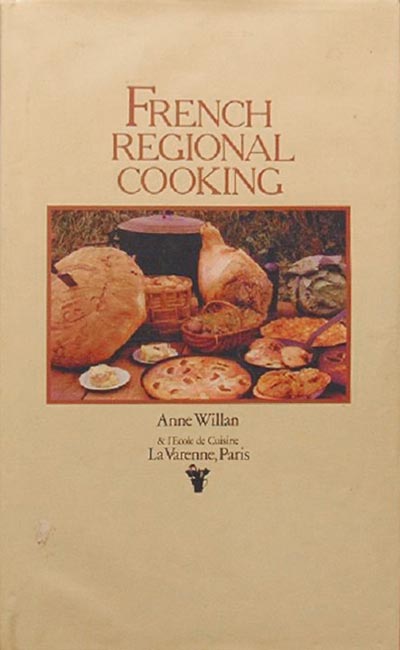 FRENCH
REGIONAL
COOKING
Anne Willan
& l'Ecole de Cuisine
La Varenne, Paris